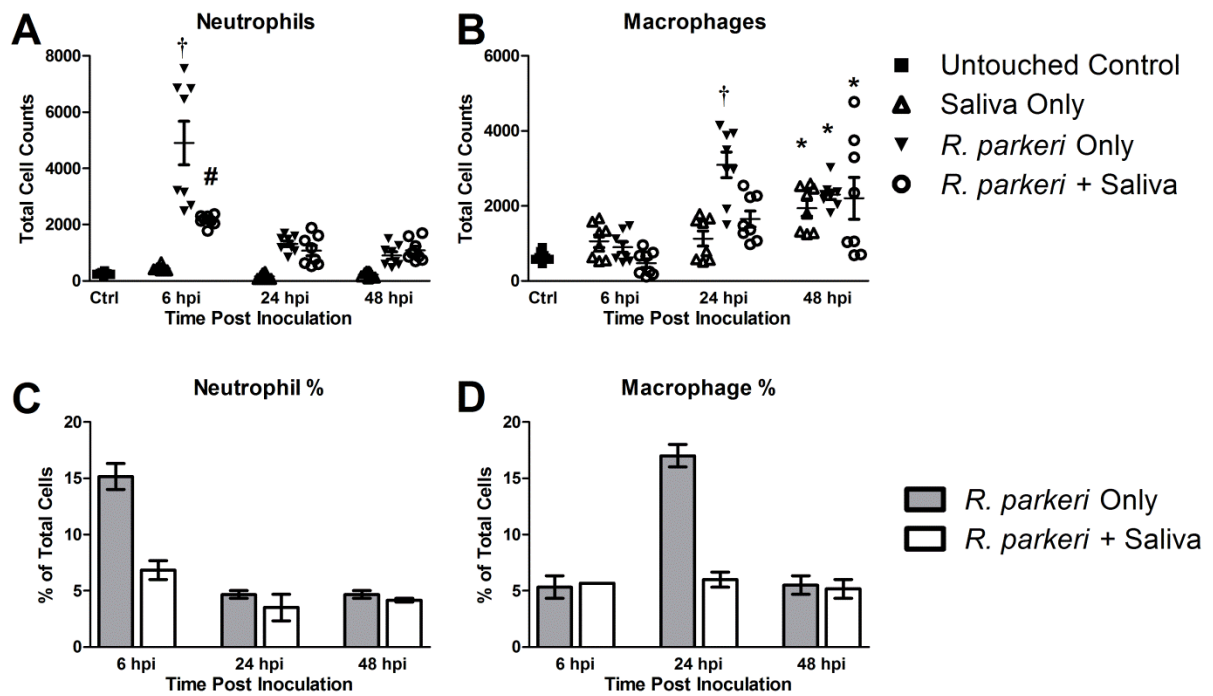 A
Neutrophils
†
#
8000
6000
4000
2000
0
Total Cell Counts
Ctrl 6 hpi 24 hpi 48 hpi
Time Post Inoculation
B
Macrophages
†
* * *
6000
4000
2000
0
Total Cell Counts
Ctrl 6 hpi 24 hpi 48 hpi
Time Post Inoculation
Untouched Control
Saliva Only
R. parkeri Only
R. parkeri + Saliva
C
Neutrophil %
20
15
10
5
0
% of Total Cells
6 hpi 24 hpi 48 hpi
Time Post Inoculation
D
Macrophage %
20
15
10
5
0
% of Total Cells
6 hpi 24 hpi 48 hpi
Time Post Inoculation
R. parkeri Only
R. parkeri + Saliva